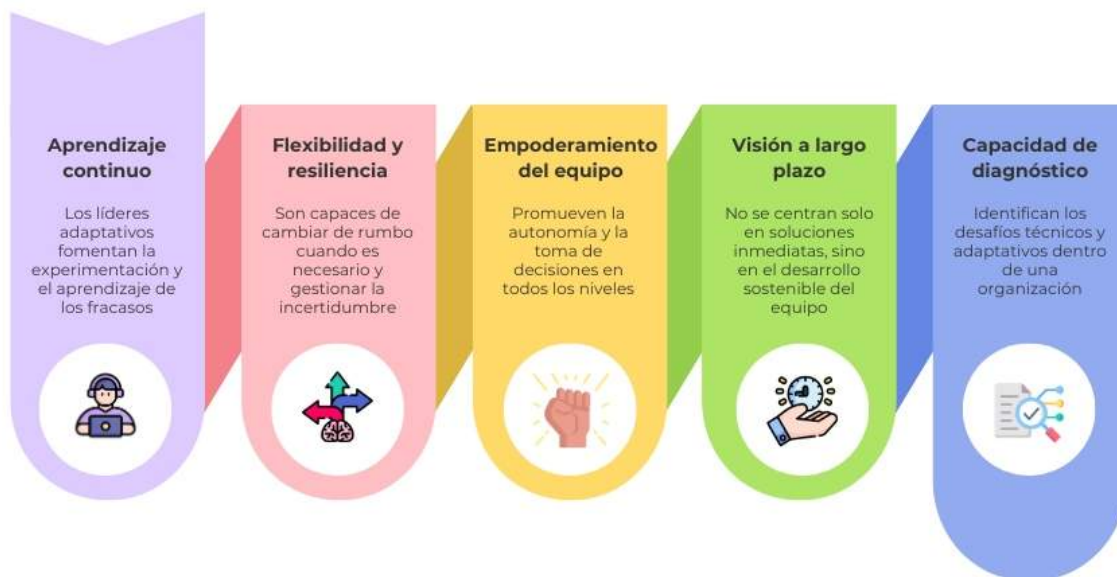 Aprendizaje
continuo
Los líderes
adaptativos
fomentan la
experimentación y
el aprendizaje de
los fracasos
Flexibilidad y
resiliencia
Son capaces de
cambiar de rumbo
cuando es
necesario y
gestionar la
incertidumbre
Empoderamiento
del equipo
Promueven la
autonomía y la
toma de
decisiones en
todos los niveles
Visión a largo
plazo
No se centran solo
en soluciones
inmediatas, sino
en el desarrollo
sostenible del
equipo
Capacidad de
diagnóstico
Identifican los
desafíos técnicos y
adaptativos dentro
de una
organización